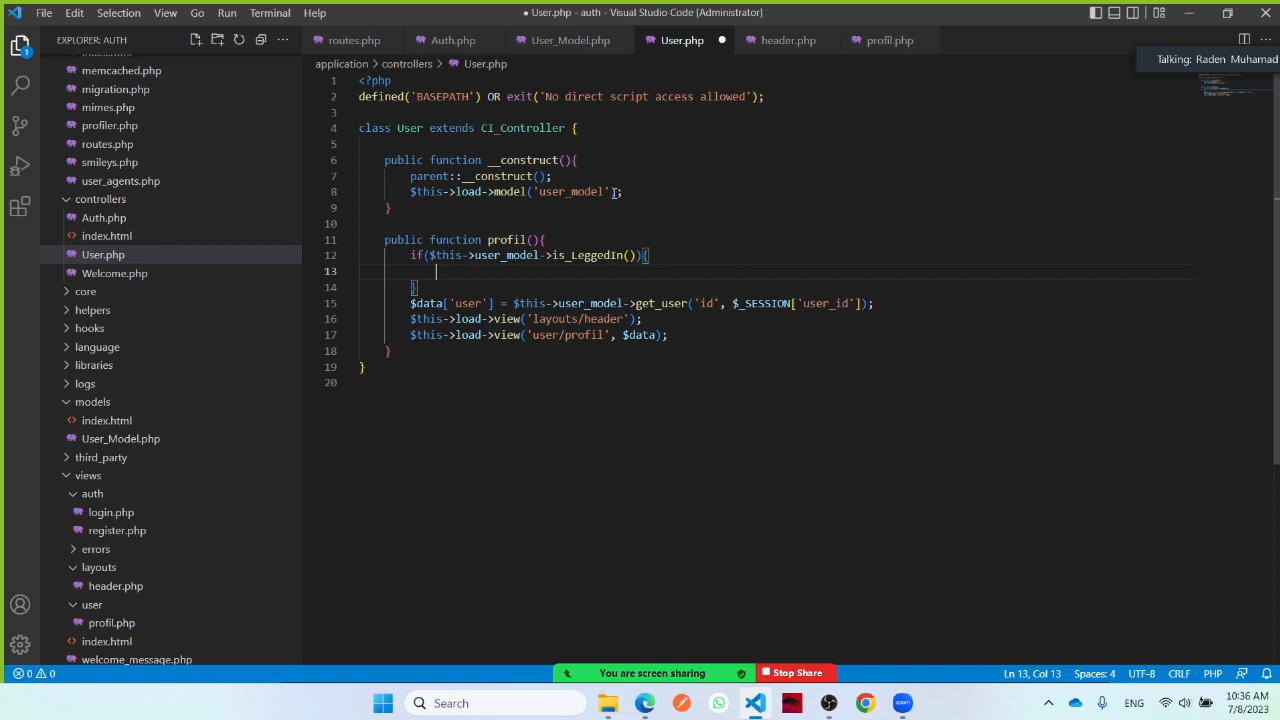 File Edit Selection View Go Run Terminal Help
● User.php - auth - Visual Studio Code [Administrator]
EXPLORER: AUTH
routes.php Auth.php User_Model.php User.php header.php profil.php
Talking: Raden Muhamad
application > controllers > User.php
memcached.php
migration.php
mimes.php
profiler.php
routes.php
smileys.php
user_agents.php
controllers
Auth.php
index.html
User.php
Welcome.php
core
helpers
hooks
language
libraries
logs
models
index.html
User_Model.php
third_party
views
auth
login.php
register.php
errors
layouts
header.php
user
profil.php
index.html
welcome_message.php
1 <?php
2 defined('BASEPATH') OR exit('No direct script access allowed');
3
4 class User extends CI_Controller {
5
6 public function __construct(){
7 parent::__construct();
8 $this->load->model('user_model');
9 }
10
11 public function profil(){
12 if($this->user_model->is_LeggedIn()){
13
14 }
15 $data['user'] = $this->user_model->get_user('id', $_SESSION['user_id']);
16 $this->load->view('layouts/header');
17 $this->load->view('user/profil', $data);
18 }
19 }
20
1
0 0
You are screen sharing Stop Share
Ln 13, Col 13 Spaces: 4 UTF-8 CRLF PHP
Search
zoom
ENG
10:36 AM
7/8/2023